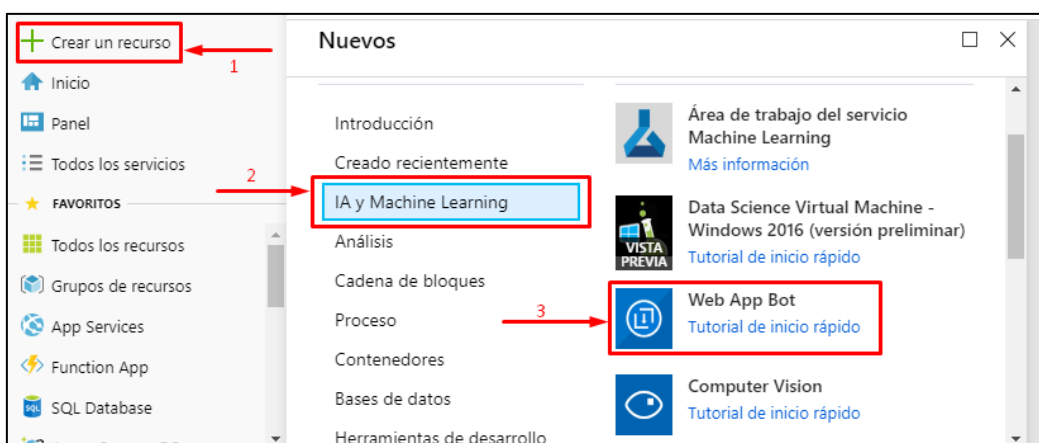 Crear un recurso
1
Inicio
Panel
Todos los servicios
FAVORITOS
Todos los recursos
Grupos de recursos
App Services
Function App
SQL
SQL Database
Nuevos
Introducción
Creado recientemente
2
IA y Machine Learning
Análisis
Cadena de bloques
Proceso
Contenedores
Bases de datos
Herramientas de desarrollo
Área de trabajo del servicio
Machine Learning
Más información
VISTA
PREVIA
Data Science Virtual Machine -
Windows 2016 (versión preliminar)
Tutorial de inicio rápido
3
Web App Bot
Tutorial de inicio rápido
Computer Vision
Tutorial de inicio rápido